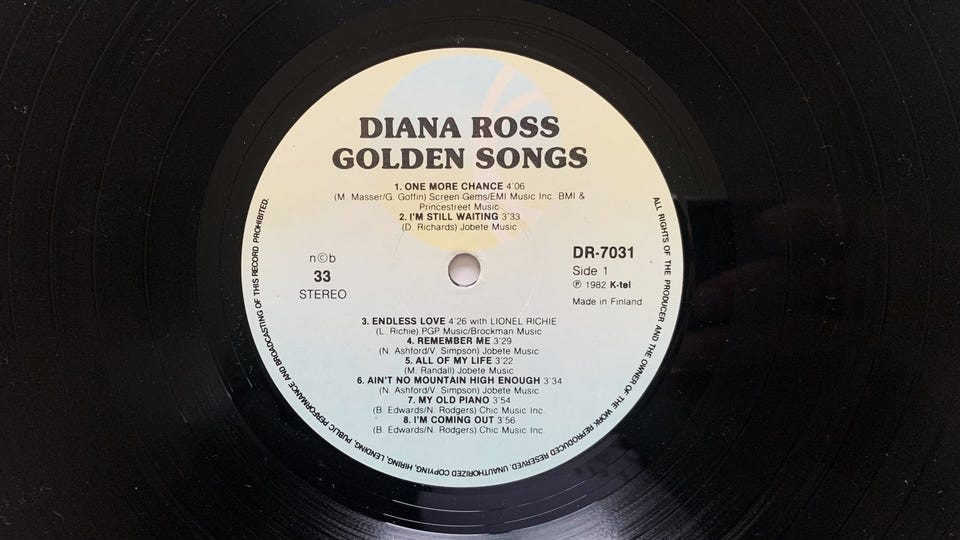 DIANA ROSS
GOLDEN SONGS
1. ONE MORE CHANCE 4'06
(M. Masser/G. Goffin) Screen Gems/EMI Music Inc. BMI &
Princestreet Music
2. I'M STILL WAITING 3'33
(D. Richards) Jobete Music
n©b
33
STEREO
DR-7031
Side 1
℗ 1982 K-tel
Made in Finland
3. ENDLESS LOVE 4'26 with LIONEL RICHIE
(L. Richie) PGP Music/Brockman Music
4. REMEMBER ME 3'29
(N. Ashford/V. Simpson) Jobete Music
5. ALL OF MY LIFE 3'22
(M. Randall) Jobete Music
6. AIN'T NO MOUNTAIN HIGH ENOUGH 3'34
(N. Ashford/V. Simpson) Jobete Music
7. MY OLD PIANO 3'54
(B. Edwards/N. Rodgers) Chic Music Inc.
8. I'M COMING OUT 3'56
(B. Edwards/N. Rodgers) Chic Music Inc.
ALL RIGHTS OF THE PRODUCER AND THE OWNER OF THE WORK REPRODUCED RESERVED. UNAUTHORIZED COPYING, HIRING, LENDING, PUBLIC PERFORMANCE AND BROADCASTING OF THIS RECORD PROHIBITED.